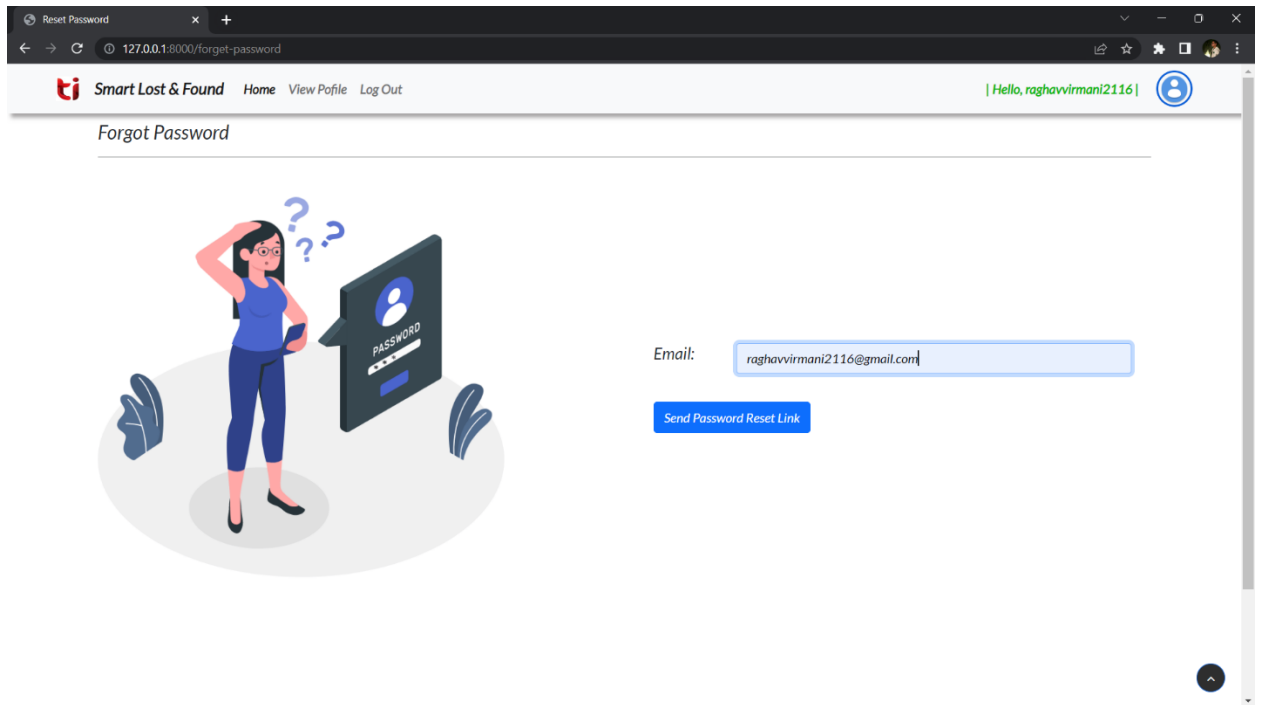 Reset Password
127.0.0.1:8000/forget-password
ti Smart Lost & Found Home View Pofile Log Out | Hello, raghavvirmani2116 |
Forgot Password
? ? ? ?
PASSWORD
****
Email: raghavvirmani2116@gmail.com
Send Password Reset Link